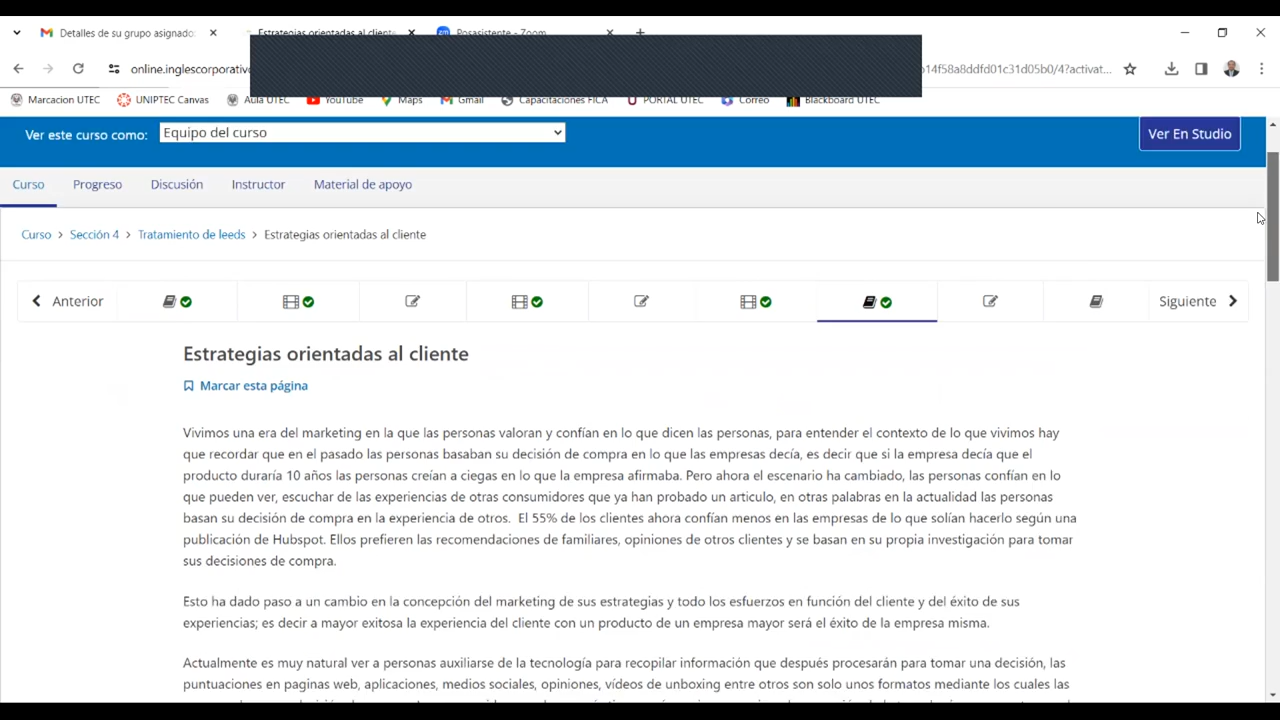 Detalles de su grupo asignado
Estrategias orientadas al cliente
Posasistente - Zoom
online.inglescorporativo
14f58a8ddfd01c31d05b0/4?activat...
Marcacion UTEC
UNIPTEC Canvas
Aula UTEC
YouTube
Maps
Gmail
Capacitaciones FICA
PORTAL UTEC
Correo
Blackboard UTEC
Ver este curso como:
Equipo del curso
Ver En Studio
Curso
Progreso
Discusión
Instructor
Material de apoyo
Curso > Sección 4 > Tratamiento de leeds > Estrategias orientadas al cliente
Anterior
Siguiente
Estrategias orientadas al cliente
Marcar esta página
Vivimos una era del marketing en la que las personas valoran y confían en lo que dicen las personas, para entender el contexto de lo que vivimos hay
que recordar que en el pasado las personas basaban su decisión de compra en lo que las empresas decía, es decir que si la empresa decía que el
producto duraría 10 años las personas creían a ciegas en lo que la empresa afirmaba. Pero ahora el escenario ha cambiado, las personas confían en lo
que pueden ver, escuchar de las experiencias de otras consumidores que ya han probado un articulo, en otras palabras en la actualidad las personas
basan su decisión de compra en la experiencia de otros. El 55% de los clientes ahora confían menos en las empresas de lo que solían hacerlo según una
publicación de Hubspot. Ellos prefieren las recomendaciones de familiares, opiniones de otros clientes y se basan en su propia investigación para tomar
sus decisiones de compra.
Esto ha dado paso a un cambio en la concepción del marketing de sus estrategias y todo los esfuerzos en función del cliente y del éxito de sus
experiencias; es decir a mayor exitosa la experiencia del cliente con un producto de un empresa mayor será el éxito de la empresa misma.
Actualmente es muy natural ver a personas auxiliarse de la tecnología para recopilar información que después procesarán para tomar una decisión, las
puntuaciones en paginas web, aplicaciones, medios sociales, opiniones, vídeos de unboxing entre otros son solo unos formatos mediante los cuales las